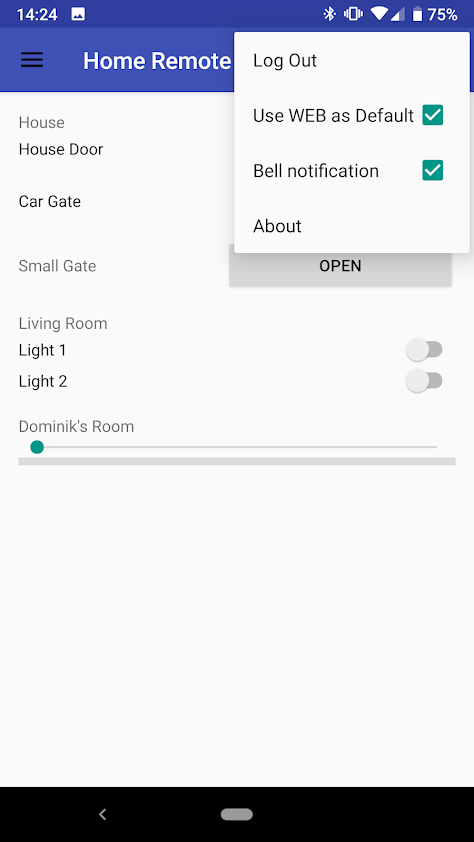 14:24
75%
Home Remote
Log Out
Use WEB as Default
Bell notification
About
House
House Door
Car Gate
Small Gate
OPEN
Living Room
Light 1
Light 2
Dominik's Room